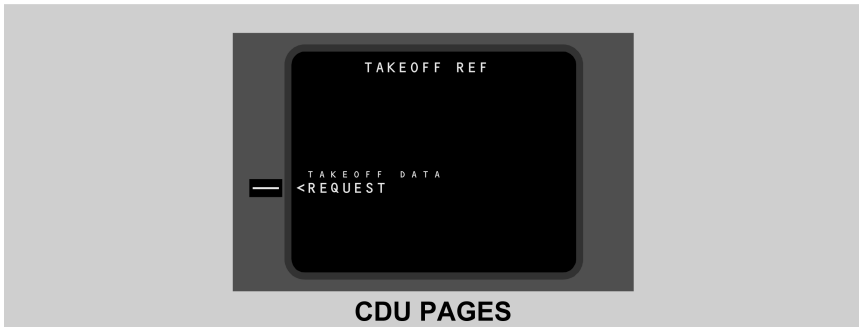 TAKEOFF REF
TAKEOFF DATA
<REQUEST
CDU PAGES